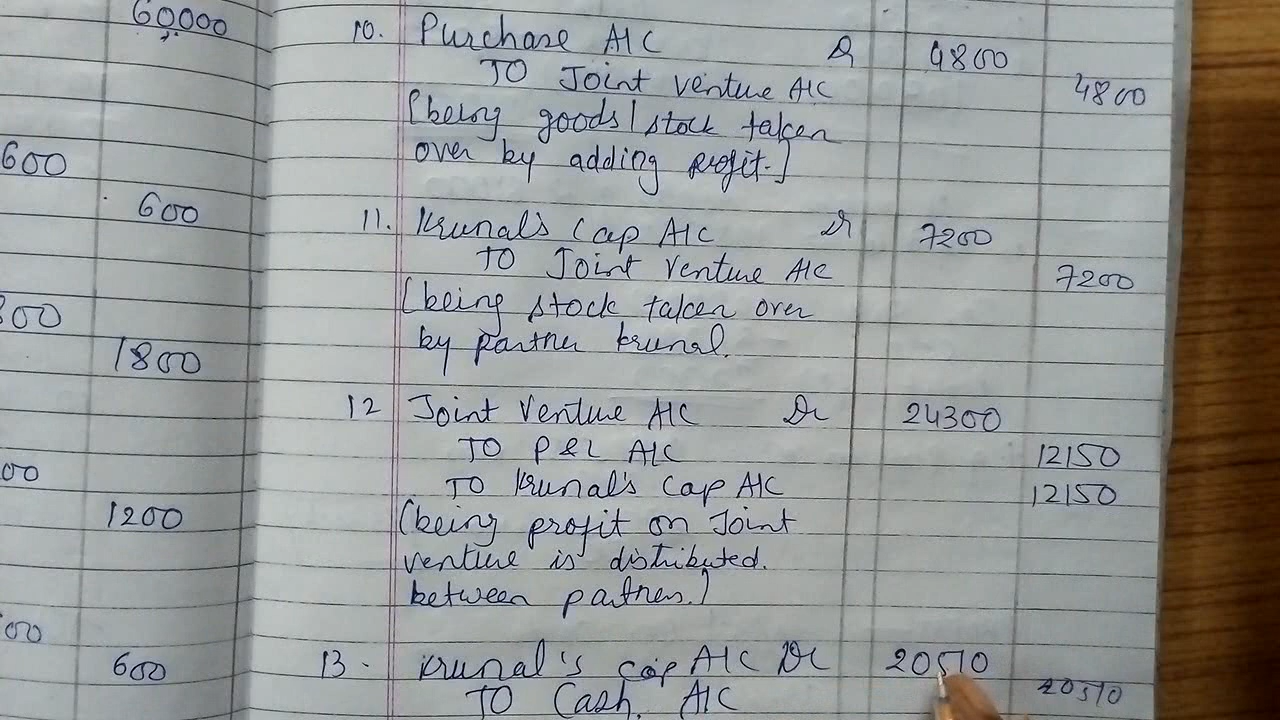 60000
600
600
300
1800
00
1200
00
600
10. Purchase A/C Dr 4800
TO Joint Venture A/C 4800
[being goods/stock taken
over by adding profit.]
11. Krunal's Cap A/C Dr 7200
TO Joint Venture A/C 7200
[being stock taken over
by partner Krunal.
12 Joint Venture A/C Dr 24300
TO P&L A/C 12150
TO Krunal's Cap A/C 12150
(being profit on Joint
venture is distributed.
between partners.]
13. Krunal's cap A/C Dr 20510
TO Cash. A/C 20510